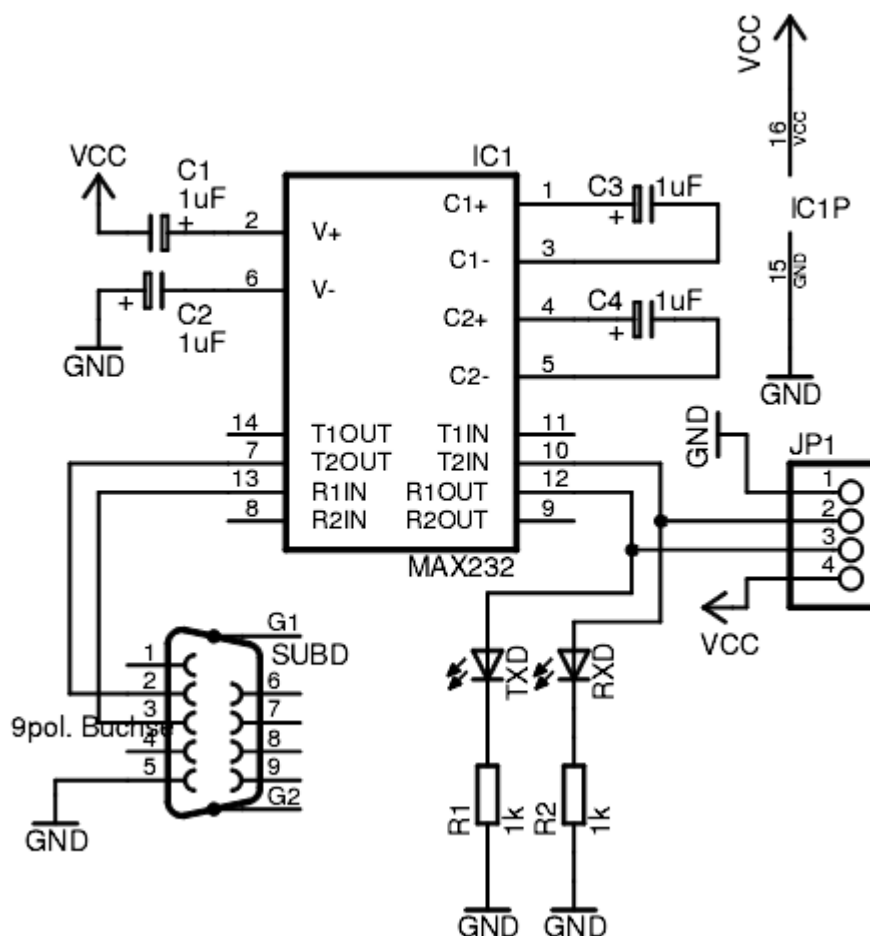 VCC
16
VCC
IC1P
15
GND
GND
VCC
C1
1uF
+
2
V+
6
V-
+
C2
1uF
GND
IC1
C1+
1
C3
1uF
+
C1-
3
C2+
4
C4
1uF
+
C2-
5
14
T1OUT
T1IN
11
7
T2OUT
T2IN
10
13
R1IN
R1OUT
12
8
R2IN
R2OUT
9
MAX232
GND
JP1
1
2
3
4
VCC
G1
SUBD
1
2
3
4
5
6
7
8
9
9pol. Buchse
G2
GND
TXD
RXD
R1
1k
R2
1k
GND
GND